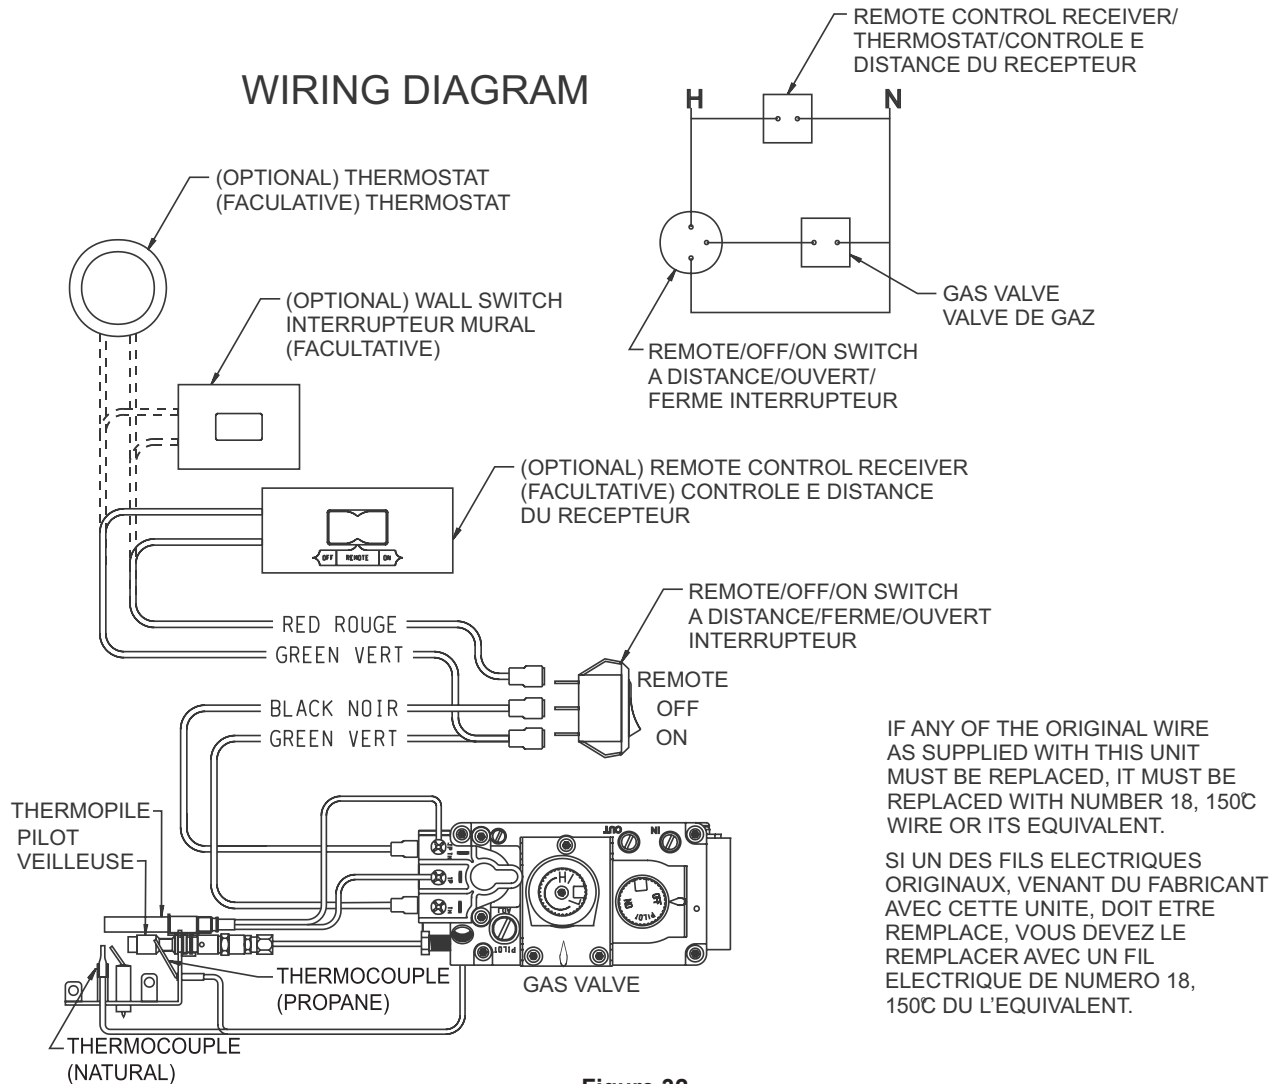 WIRING DIAGRAM
REMOTE CONTROL RECEIVER/
THERMOSTAT/CONTROLE E
DISTANCE DU RECEPTEUR
H
N
GAS VALVE
VALVE DE GAZ
REMOTE/OFF/ON SWITCH
A DISTANCE/OUVERT/
FERME INTERRUPTEUR
(OPTIONAL) THERMOSTAT
(FACULATIVE) THERMOSTAT
(OPTIONAL) WALL SWITCH
INTERRUPTEUR MURAL
(FACULTATIVE)
(OPTIONAL) REMOTE CONTROL RECEIVER
(FACULTATIVE) CONTROLE E DISTANCE
DU RECEPTEUR
OFF REMOTE ON
REMOTE/OFF/ON SWITCH
A DISTANCE/FERME/OUVERT
INTERRUPTEUR
RED ROUGE
GREEN VERT
BLACK NOIR
GREEN VERT
REMOTE
OFF
ON
IF ANY OF THE ORIGINAL WIRE
AS SUPPLIED WITH THIS UNIT
MUST BE REPLACED, IT MUST BE
REPLACED WITH NUMBER 18, 150°C
WIRE OR ITS EQUIVALENT.
SI UN DES FILS ELECTRIQUES
ORIGINAUX, VENANT DU FABRICANT
AVEC CETTE UNITE, DOIT ETRE
REMPLACE, VOUS DEVEZ LE
REMPLACER AVEC UN FIL
ELECTRIQUE DE NUMERO 18,
150°C DU L'EQUIVALENT.
THERMOPILE
PILOT
VEILLEUSE
OUT
IN
HI
OFF
PILOT
ADJ
PILOT
THERMOCOUPLE
(PROPANE)
GAS VALVE
THERMOCOUPLE
(NATURAL)